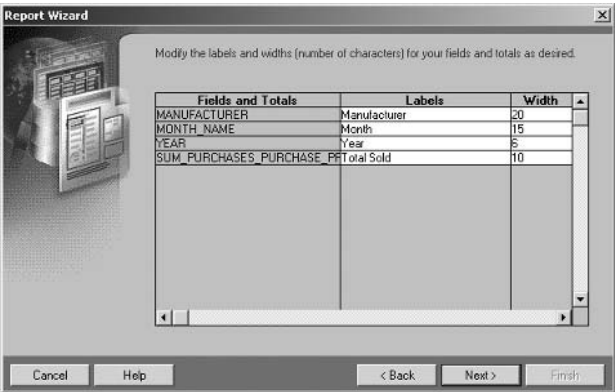 Report Wizard
Modify the labels and widths (number of characters) for your fields and totals as desired.
Fields and Totals Labels Width
MANUFACTURER Manufacturer 20
MONTH_NAME Month 15
YEAR Year 6
SUM_PURCHASES_PURCHASE_PF Total Sold 10
Cancel Help < Back Next > Finish